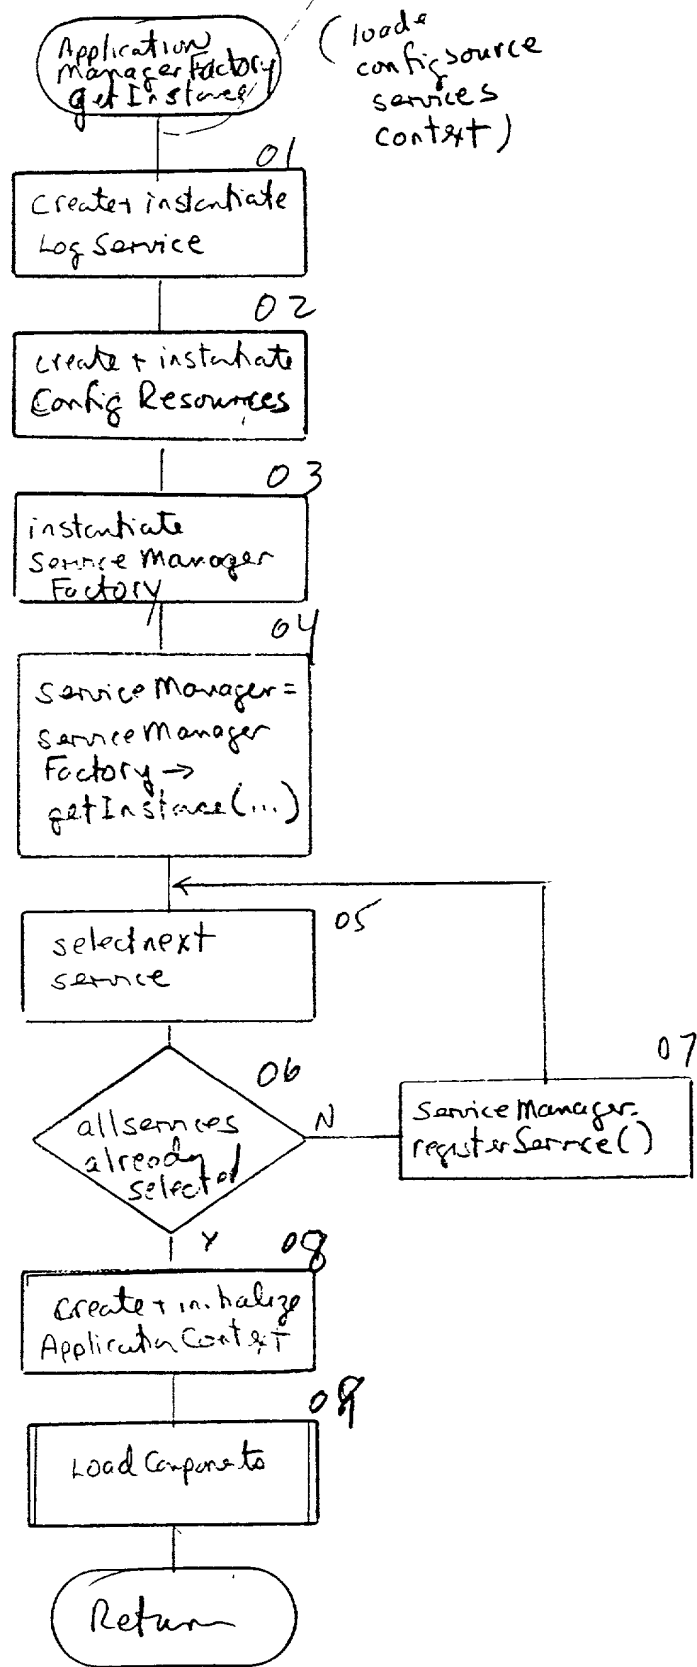 Application
Manager Factory
getInstance
(loads
config source
services
context)
01
create + instantiate
Log Service
02
create + instantiate
Config Resources
03
instantiate
Service Manager
Factory
04
Service Manager =
service Manager
Factory →
getInstance(...)
05
select next
service
06
all services
already
selected
N
07
Service Manager.
registerService()
Y
08
create + initialize
Application Context
09
Load Components
Return